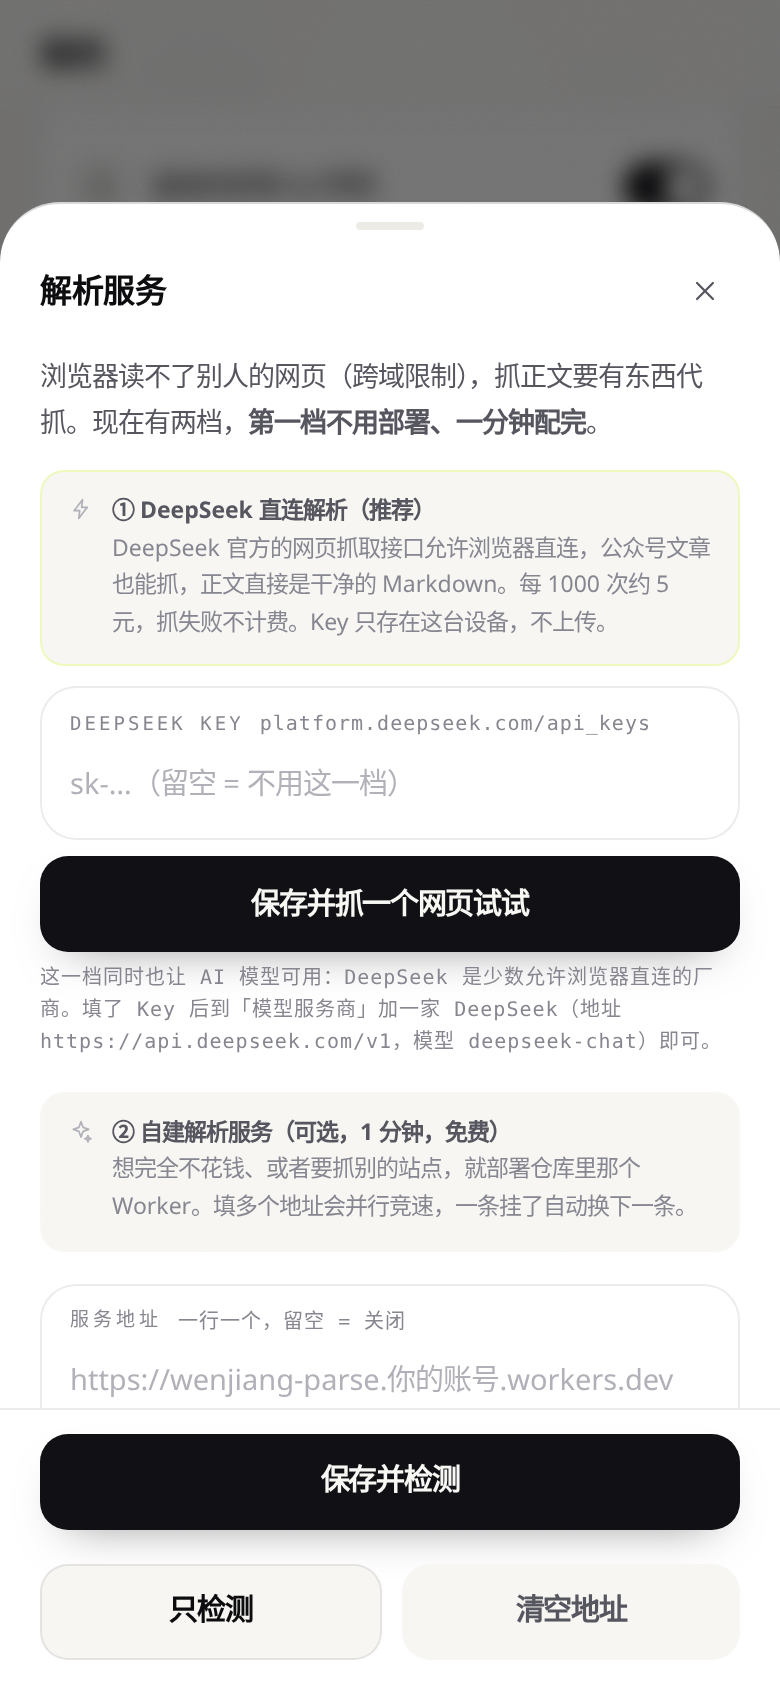 解析服务
浏览器读不了别人的网页（跨域限制），抓正文要有东西代
抓。现在有两档，第一档不用部署、一分钟配完。
① DeepSeek 直连解析（推荐）
DeepSeek 官方的网页抓取接口允许浏览器直连，公众号文章
也能抓，正文直接是干净的 Markdown。每 1000 次约 5
元，抓失败不计费。Key 只存在这台设备，不上传。
DEEPSEEK KEY platform.deepseek.com/api_keys
sk-...（留空 = 不用这一档）
保存并抓一个网页试试
这一档同时也让 AI 模型可用：DeepSeek 是少数允许浏览器直连的厂
商。填了 Key 后到「模型服务商」加一家 DeepSeek（地址
https://api.deepseek.com/v1，模型 deepseek-chat）即可。
② 自建解析服务（可选，1 分钟，免费）
想完全不花钱、或者要抓别的站点，就部署仓库里那个
Worker。填多个地址会并行竞速，一条挂了自动换下一条。
服务地址 一行一个，留空 = 关闭
https://wenjiang-parse.你的账号.workers.dev
保存并检测
只检测
清空地址